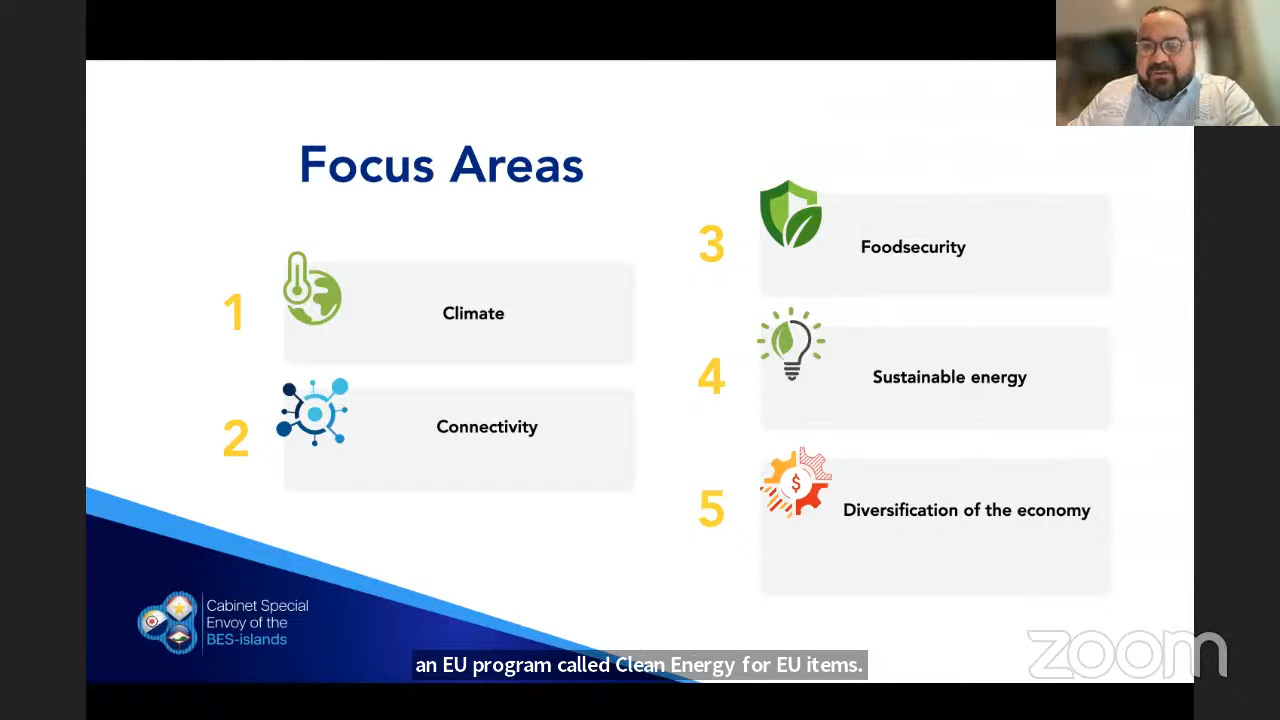 Focus Areas
1
Climate
2
Connectivity
3
Foodsecurity
4
Sustainable energy
5
$
Diversification of the economy
Cabinet Special
Envoy of the
BES-islands
an EU program called Clean Energy for EU items.
zoom